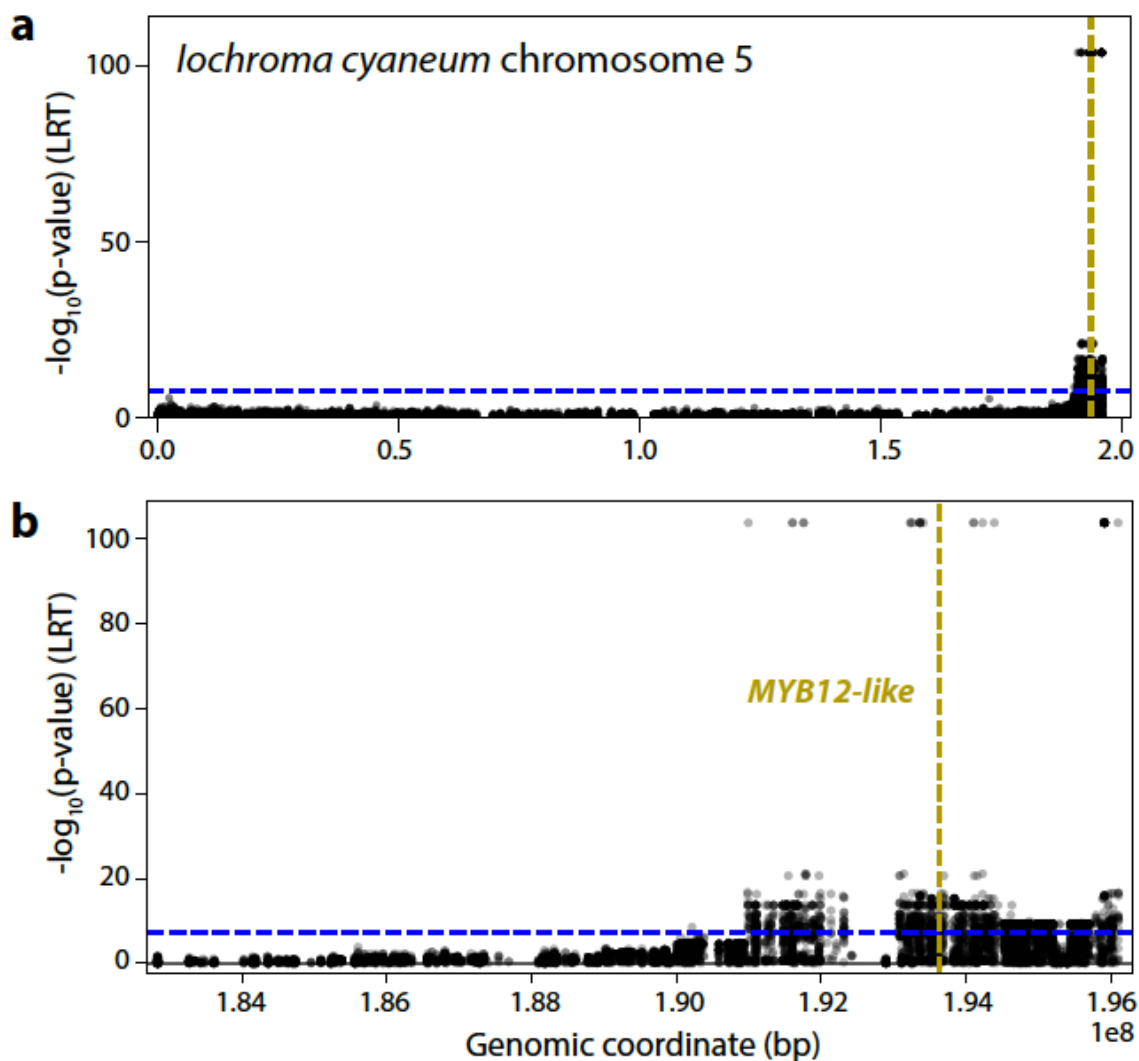 a
Iochroma cyaneum chromosome 5
-log10(p-value) (LRT)
100
50
0
0.0 0.5 1.0 1.5 2.0
b
-log10(p-value) (LRT)
100
80
60
40
20
0
MYB12-like
1.84 1.86 1.88 1.90 1.92 1.94 1.96
1e8
Genomic coordinate (bp)